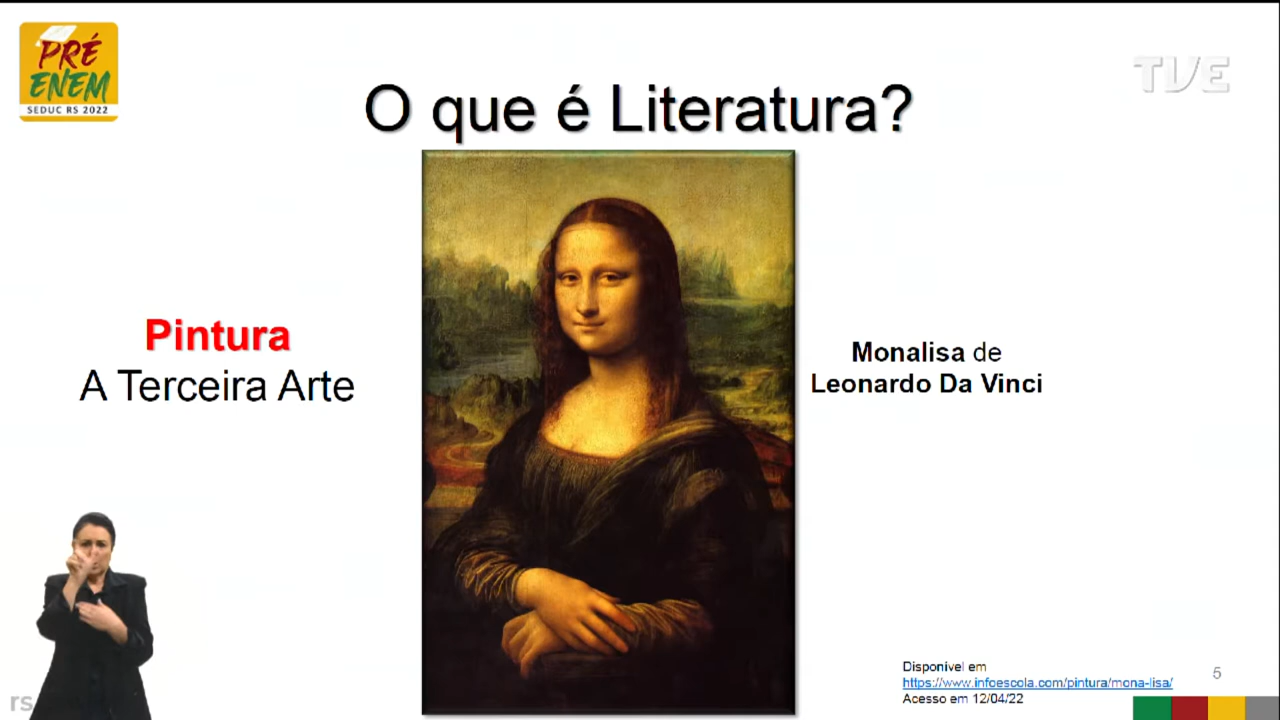 PRÉ
ENEM
SEDUC RS 2022
TVE
O que é Literatura?
Pintura
A Terceira Arte
Monalisa de
Leonardo Da Vinci
Disponível em
https://www.infoescola.com/pintura/mona-lisa/
Acesso em 12/04/22
5
rs